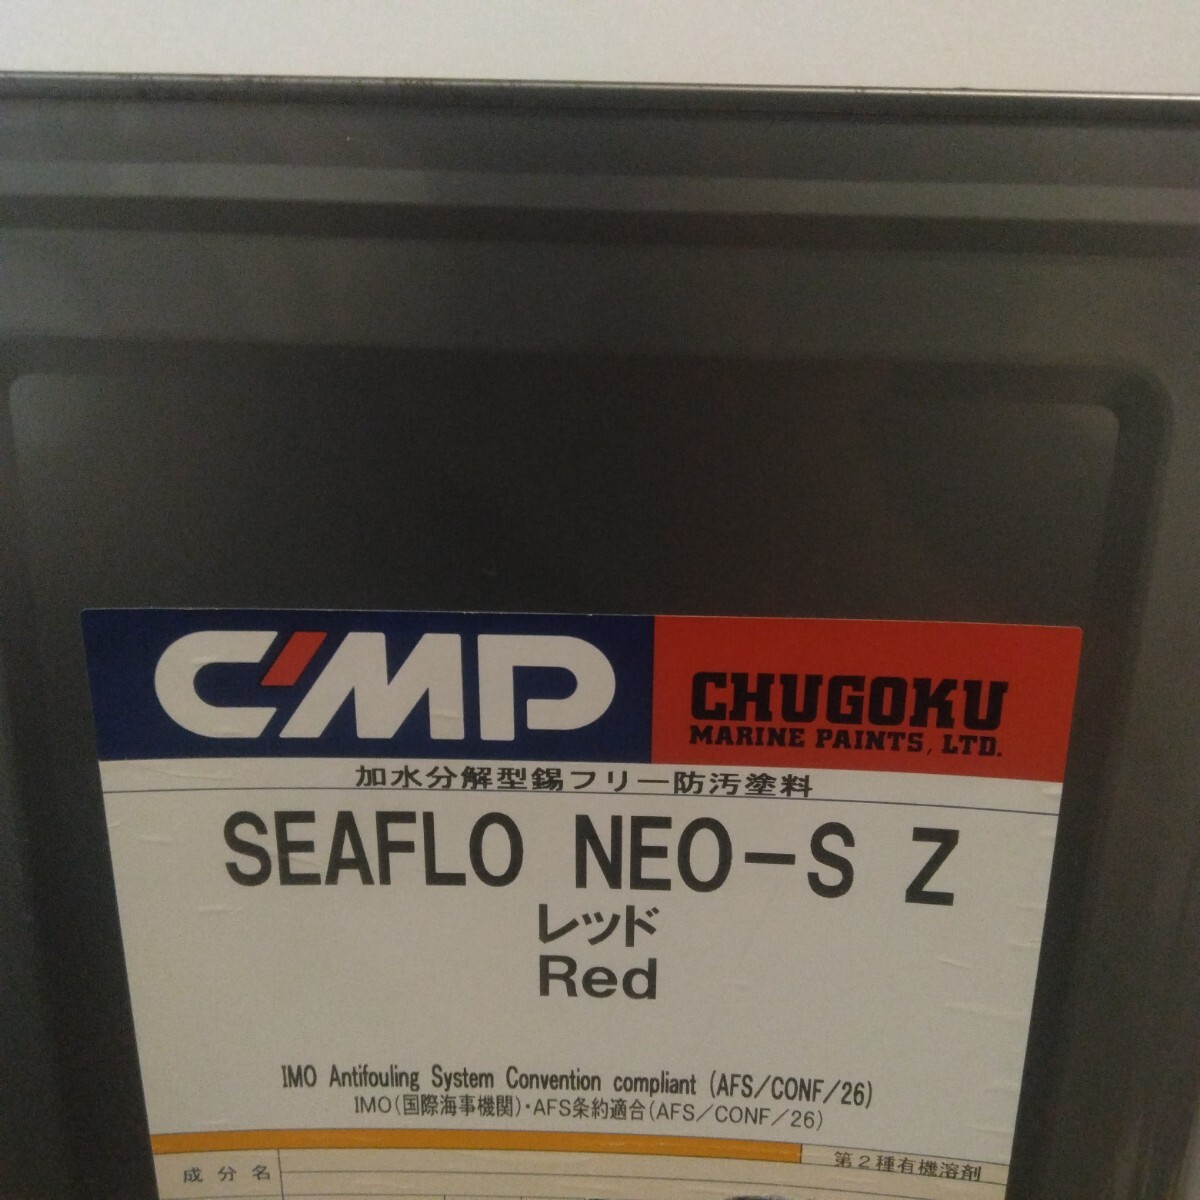 CMP
CHUGOKU
MARINE PAINTS, LTD.
加水分解型錫フリー防汚塗料
SEAFLO NEO-S Z
レッド
Red
IMO Antifouling System Convention compliant (AFS/CONF/26)
IMO(国際海事機関)・AFS条約適合(AFS/CONF/26)
第2種有機溶剤
成分名